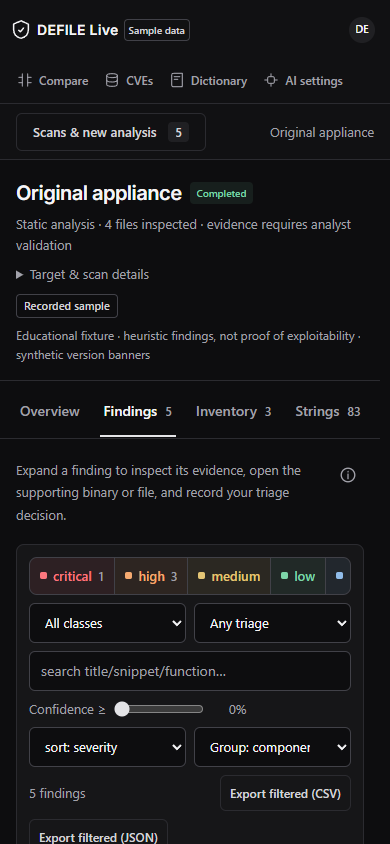 DEFILE Live Sample data DE
Compare CVEs Dictionary AI settings
Scans & new analysis 5 Original appliance
Original appliance Completed
Static analysis · 4 files inspected · evidence requires analyst
validation
Target & scan details
Recorded sample
Educational fixture · heuristic findings, not proof of exploitability ·
synthetic version banners
Overview Findings 5 Inventory 3 Strings 83
Expand a finding to inspect its evidence, open the
supporting binary or file, and record your triage
decision.
critical 1 high 3 medium low
All classes Any triage
search title/snippet/function...
Confidence ≥ 0%
sort: severity Group: componer
5 findings Export filtered (CSV)
Export filtered (JSON)